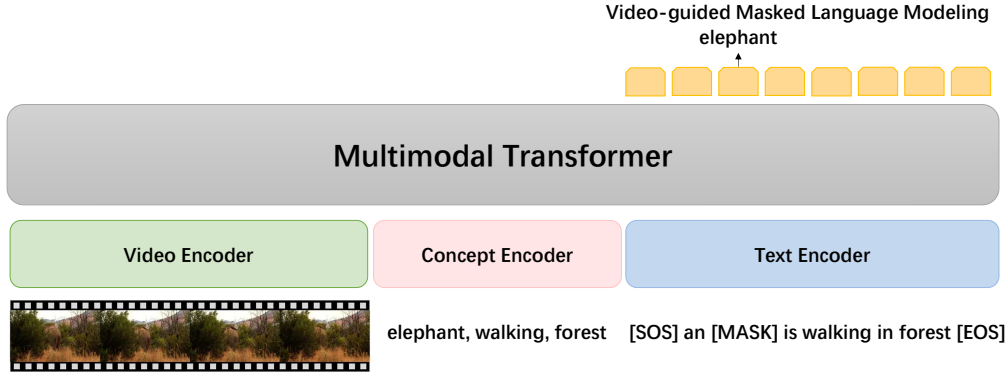 Video-guided Masked Language Modeling
elephant
Multimodal Transformer
Video Encoder
Concept Encoder
Text Encoder
elephant, walking, forest
[SOS] an [MASK] is walking in forest [EOS]